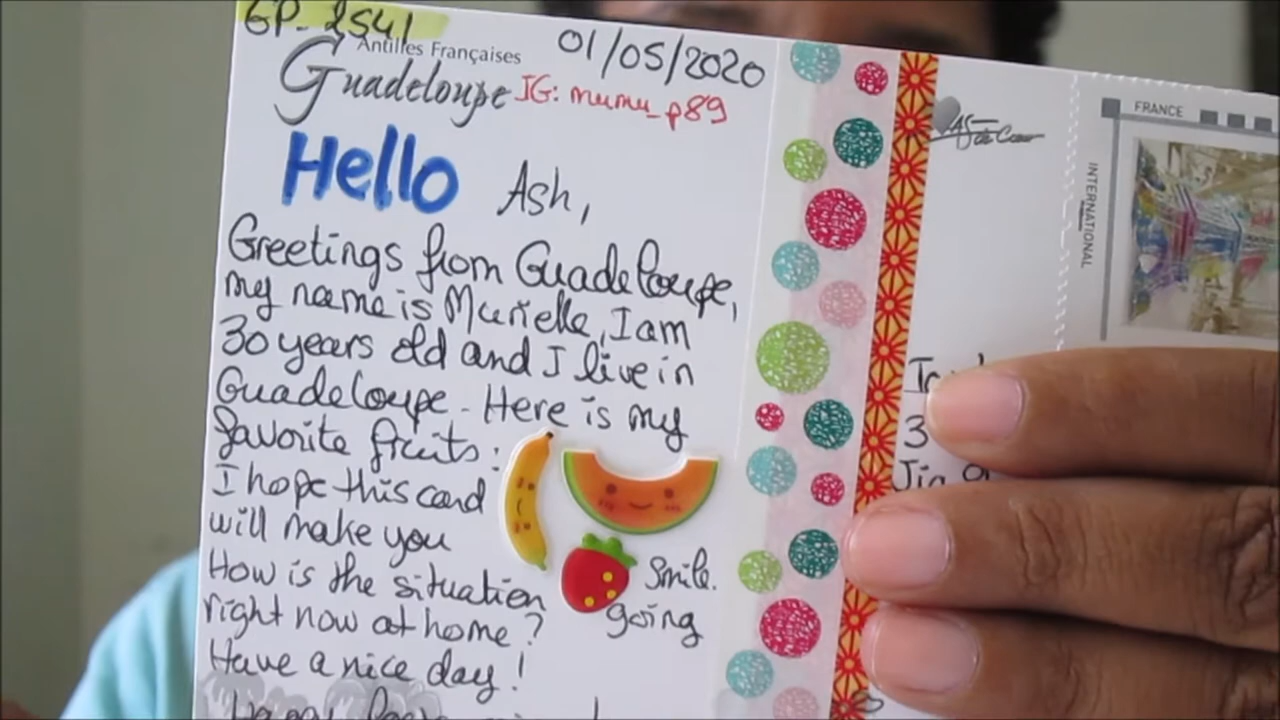 GP-2541
Antilles Françaises
Guadeloupe
01/05/2020
IG: mumu_p89
Hello Ash,
Greetings from Guadeloupe,
my name is Murielle, I am
30 years old and I live in
Guadeloupe. Here is my
favorite fruits:
I hope this card
will make you smile.
How is the situation going
right now at home?
Have a nice day!
Happy
FRANCE
INTERNATIONAL
3